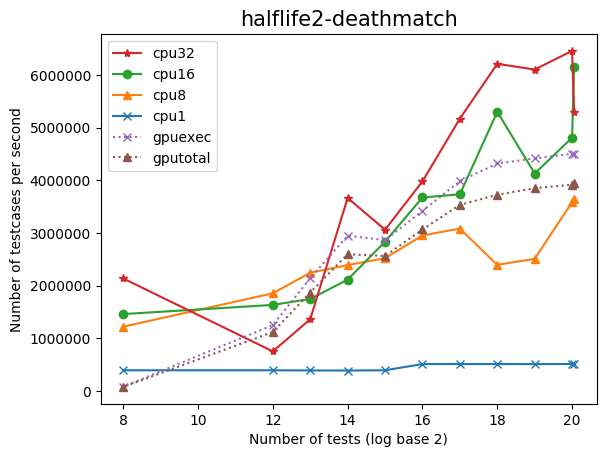 halflife2-deathmatch
cpu32
cpu16
cpu8
cpu1
gpuexec
gputotal
Number of testcases per second
6000000
5000000
4000000
3000000
2000000
1000000
0
8 10 12 14 16 18 20
Number of tests (log base 2)